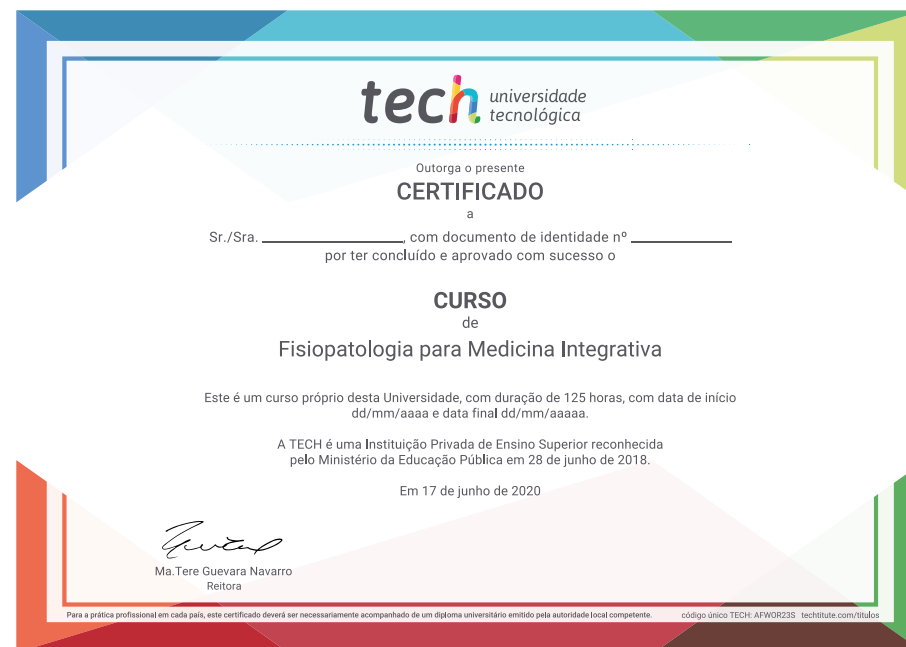 tech universidade
tecnológica
Outorga o presente
CERTIFICADO
a
Sr./Sra. ______________, com documento de identidade nº __________
por ter concluído e aprovado com sucesso o
CURSO
de
Fisiopatologia para Medicina Integrativa
Este é um curso próprio desta Universidade, com duração de 125 horas, com data de início
dd/mm/aaaa e data final dd/mm/aaaaa.
A TECH é uma Instituição Privada de Ensino Superior reconhecida
pelo Ministério da Educação Pública em 28 de junho de 2018.
Em 17 de junho de 2020
Ma.Tere Guevara Navarro
Reitora
Para a prática profissional em cada país, este certificado deverá ser necessariamente acompanhado de um diploma universitário emitido pela autoridade local competente. código único TECH: AFWOR23S techtitute.com/titulos